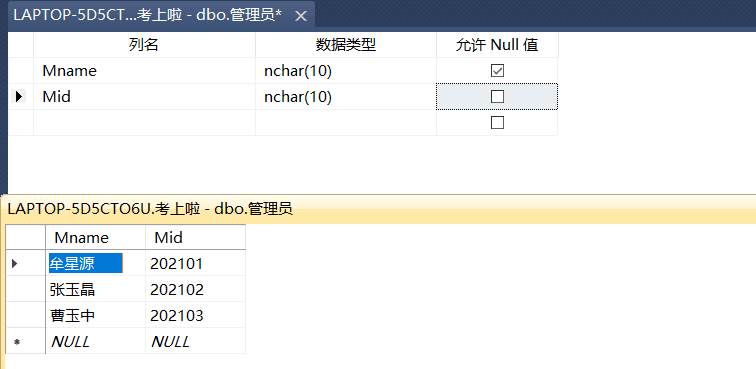 LAPTOP-5D5CT...考上啦 - dbo.管理员*
列名 数据类型 允许 Null 值
Mname nchar(10)
Mid nchar(10)
LAPTOP-5D5CTO6U.考上啦 - dbo.管理员
Mname Mid
牟星源 202101
张玉晶 202102
曹玉中 202103
NULL NULL